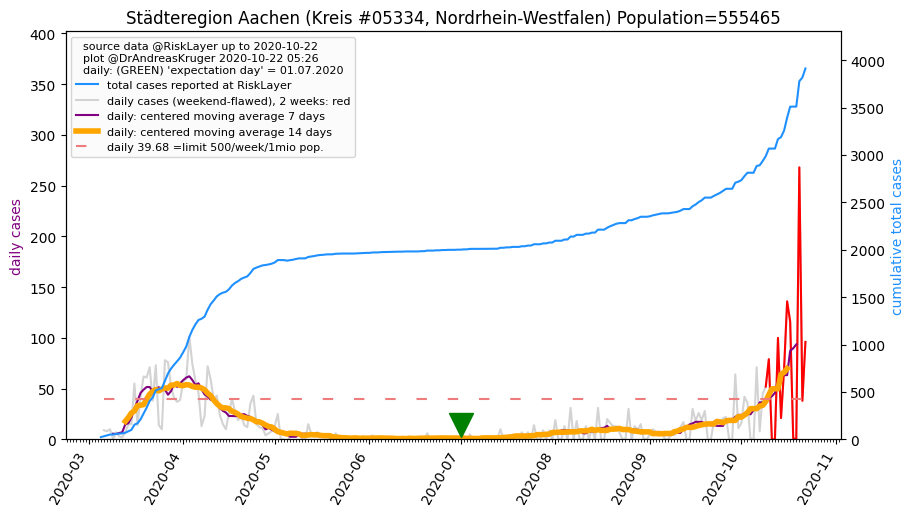 Städteregion Aachen (Kreis #05334, Nordrhein-Westfalen) Population=555465
source data @RiskLayer up to 2020-10-22
plot @DrAndreasKruger 2020-10-22 05:26
daily: (GREEN) 'expectation day' = 01.07.2020
total cases reported at RiskLayer
daily cases (weekend-flawed), 2 weeks: red
daily: centered moving average 7 days
daily: centered moving average 14 days
daily 39.68 =limit 500/week/1mio pop.
daily cases
400
350
300
250
200
150
100
50
0
cumulative total cases
4000
3500
3000
2500
2000
1500
1000
500
0
2020-03
2020-04
2020-05
2020-06
2020-07
2020-08
2020-09
2020-10
2020-11